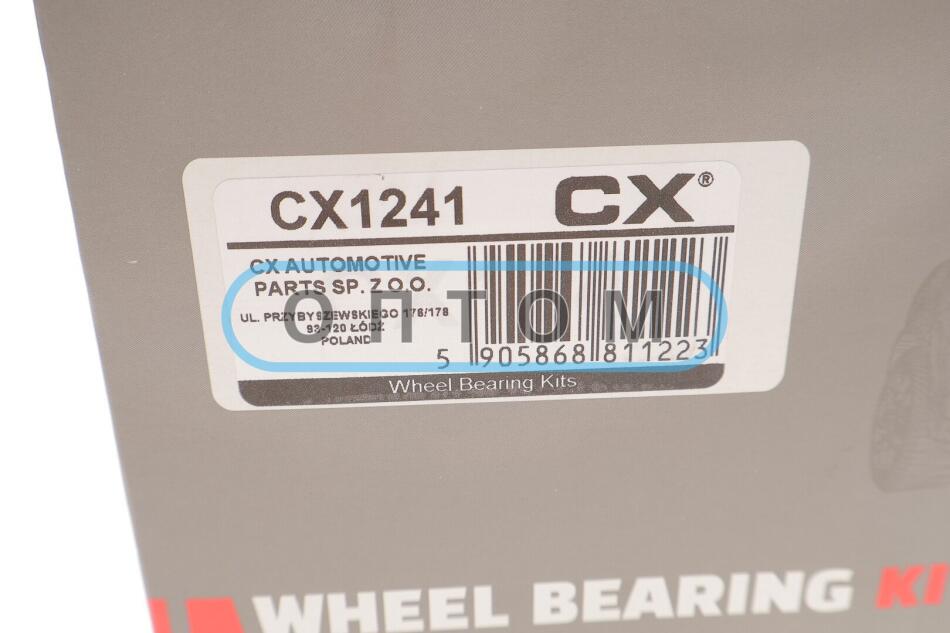 CX1241
CX®
CX AUTOMOTIVE
PARTS SP. Z O.O.
UL. PRZYBYSZEWSKIEGO 176/178
93-120 ŁÓDŹ
POLAND
5 905868 811223
ОПТОМ
Wheel Bearing Kits
WHEEL BEARING KI